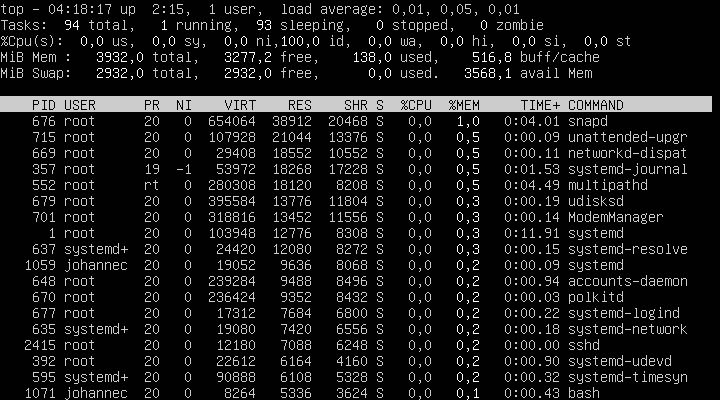 top - 04:18:17 up  2:15,  1 user,  load average: 0,01, 0,05, 0,01
Tasks:  94 total,   1 running,  93 sleeping,   0 stopped,   0 zombie
%Cpu(s):  0,0 us,  0,0 sy,  0,0 ni,100,0 id,  0,0 wa,  0,0 hi,  0,0 si,  0,0 st
MiB Mem :   3932,0 total,   3277,2 free,    138,0 used,    516,8 buff/cache
MiB Swap:   2932,0 total,   2932,0 free,      0,0 used.   3568,1 avail Mem
PID USER      PR  NI    VIRT    RES    SHR S  %CPU  %MEM     TIME+ COMMAND
676 root      20   0  654064  38912  20468 S   0,0   1,0   0:04.01 snapd
715 root      20   0  107928  21044  13376 S   0,0   0,5   0:00.09 unattended-upgr
669 root      20   0   29408  18552  10552 S   0,0   0,5   0:00.11 networkd-dispat
357 root      19  -1   53972  18268  17228 S   0,0   0,5   0:01.53 systemd-journal
552 root      rt   0  280308  18120   8208 S   0,0   0,5   0:04.49 multipathd
679 root      20   0  395584  13776  11804 S   0,0   0,3   0:00.19 udisksd
701 root      20   0  318816  13452  11556 S   0,0   0,3   0:00.14 ModemManager
1 root      20   0  103948  12776   8308 S   0,0   0,3   0:11.91 systemd
637 systemd+  20   0   24420  12080   8272 S   0,0   0,3   0:00.15 systemd-resolve
1059 johannec  20   0   19052   9636   8068 S   0,0   0,2   0:00.09 systemd
648 root      20   0  239284   9488   8496 S   0,0   0,2   0:00.94 accounts-daemon
670 root      20   0  236424   9352   8432 S   0,0   0,2   0:00.03 polkitd
677 root      20   0   17312   7684   6800 S   0,0   0,2   0:00.22 systemd-logind
635 systemd+  20   0   19080   7420   6556 S   0,0   0,2   0:00.18 systemd-network
2415 root      20   0   12180   7088   6248 S   0,0   0,2   0:00.00 sshd
392 root      20   0   22612   6164   4160 S   0,0   0,2   0:00.90 systemd-udevd
595 systemd+  20   0   90888   6108   5328 S   0,0   0,2   0:00.32 systemd-timesyn
1071 johannec  20   0    8264   5336   3624 S   0,0   0,1   0:00.43 bash